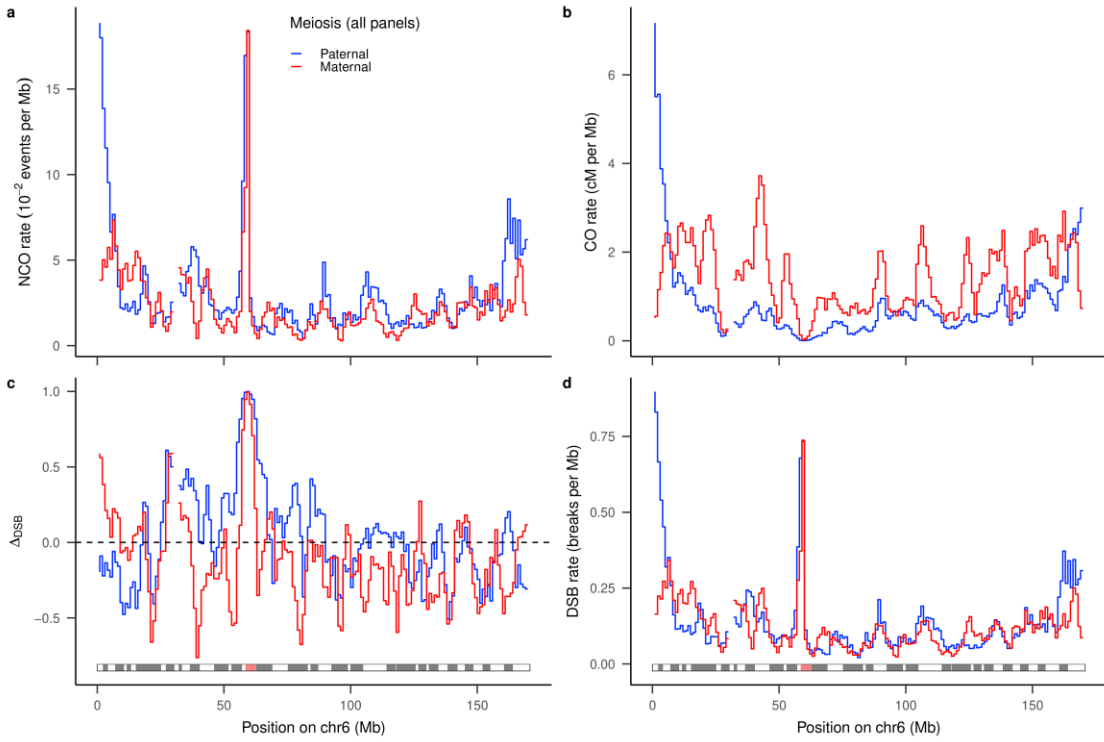 a
Meiosis (all panels)
Paternal
Maternal
NCO rate (10⁻² events per Mb)
15
10
5
0
b
CO rate (cM per Mb)
6
4
2
0
c
Δ_DSB
1.0
0.5
0.0
−0.5
0
50
100
150
Position on chr6 (Mb)
d
DSB rate (breaks per Mb)
0.75
0.50
0.25
0.00
0
50
100
150
Position on chr6 (Mb)